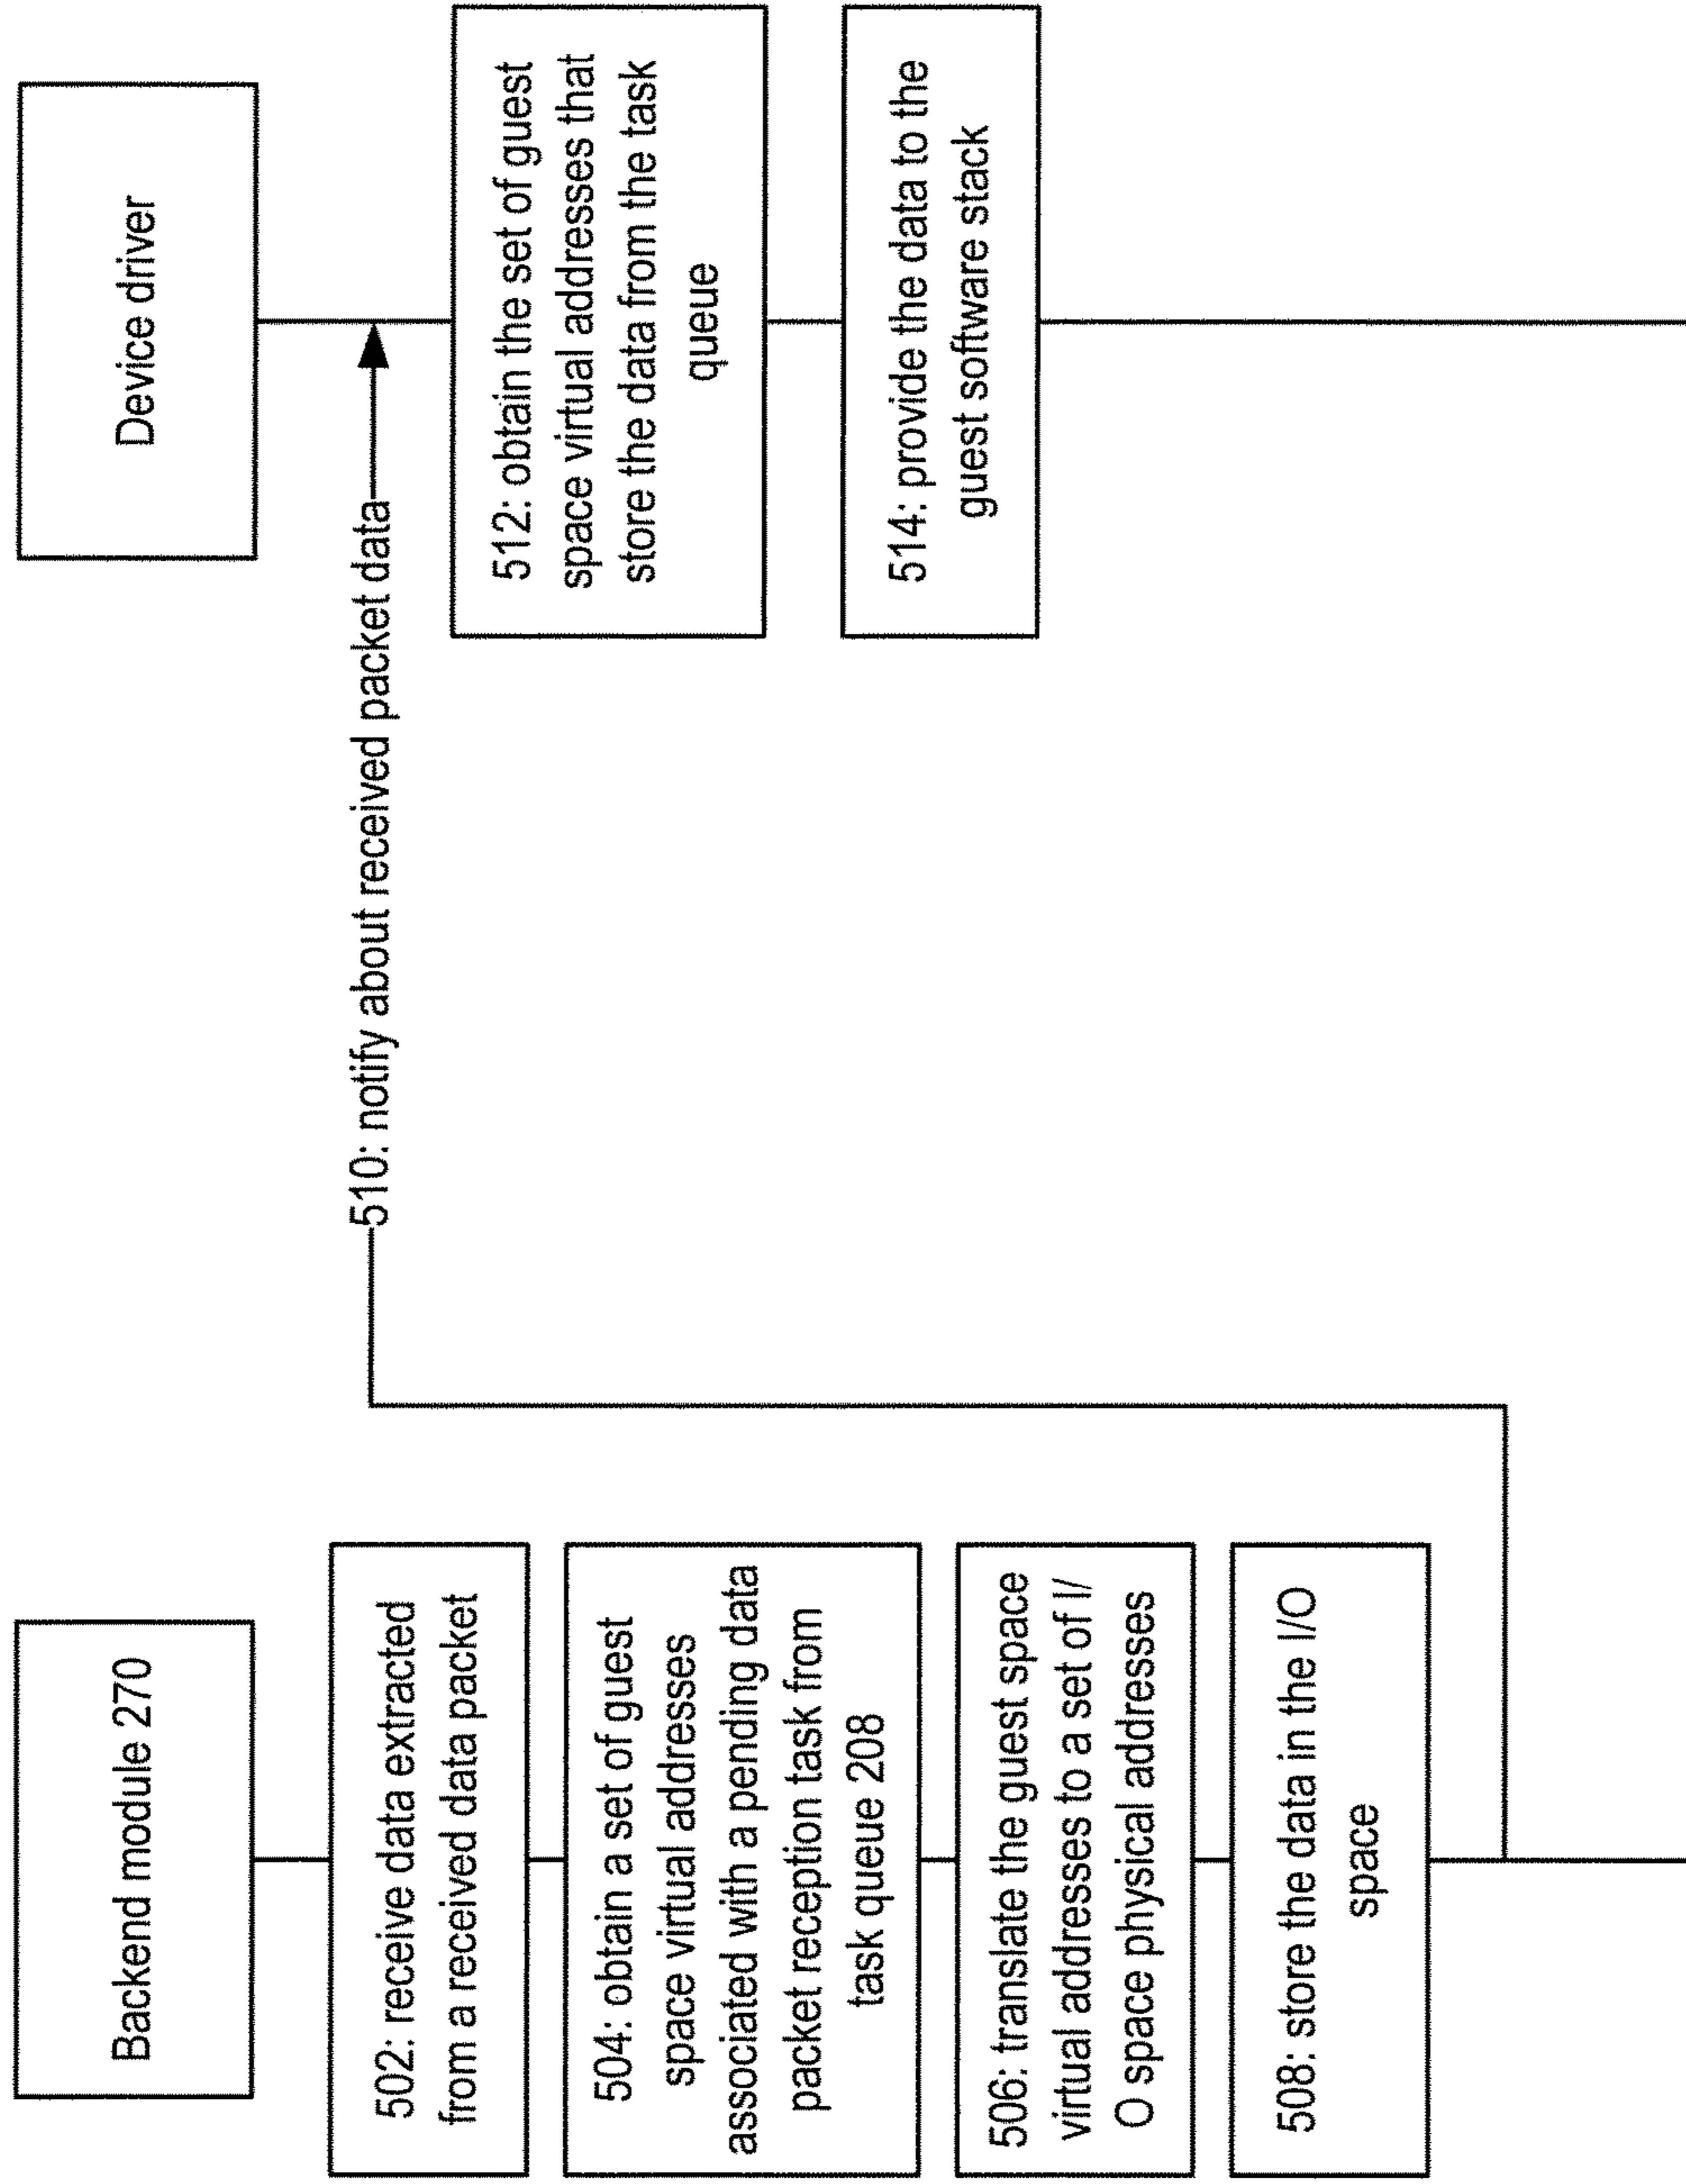 Backend module 270
502: receive data extracted
from a received data packet
504: obtain a set of guest
space virtual addresses
associated with a pending data
packet reception task from
task queue 208
506: translate the guest space
virtual addresses to a set of I/
O space physical addresses
508: store the data in the I/O
space
510: notify about received packet data
Device driver
512: obtain the set of guest
space virtual addresses that
store the data from the task
queue
514: provide the data to the
guest software stack